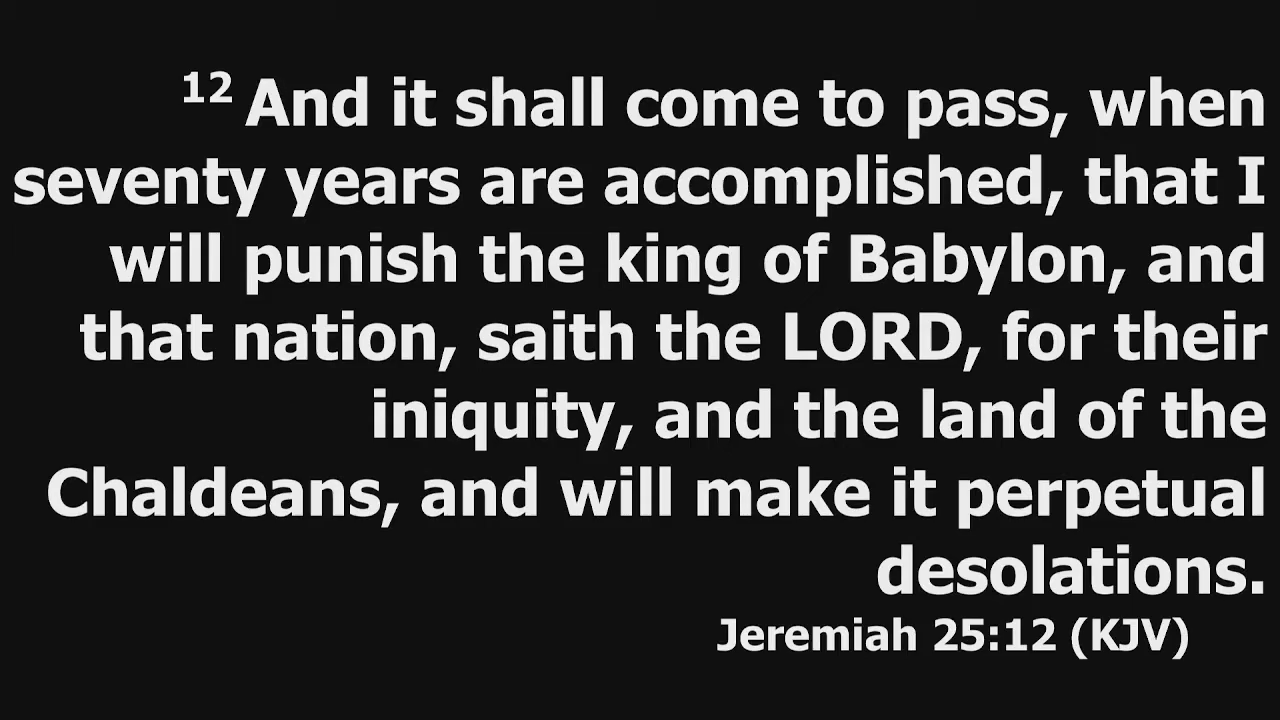 12 And it shall come to pass, when
seventy years are accomplished, that I
will punish the king of Babylon, and
that nation, saith the LORD, for their
iniquity, and the land of the
Chaldeans, and will make it perpetual
desolations.
Jeremiah 25:12 (KJV)